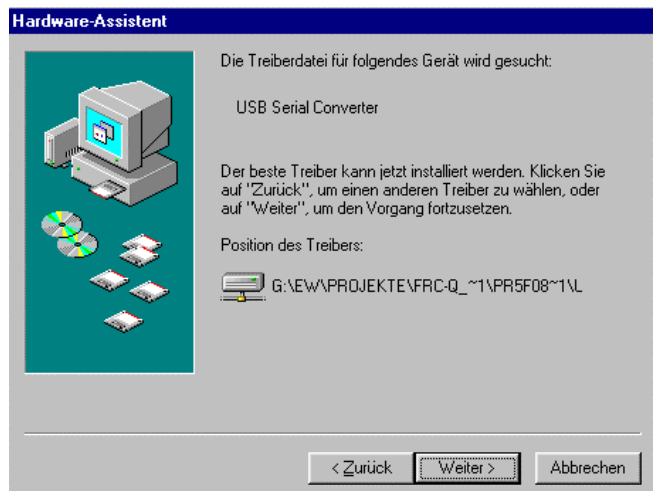 Hardware-Assistent
Die Treiberdatei für folgendes Gerät wird gesucht:
USB Serial Converter
Der beste Treiber kann jetzt installiert werden. Klicken Sie
auf "Zurück", um einen anderen Treiber zu wählen, oder
auf "Weiter", um den Vorgang fortzusetzen.
Position des Treibers:
G:\EW\PROJEKTE\FRC-Q_~1\PR5F08~1\L
< Zurück Weiter > Abbrechen